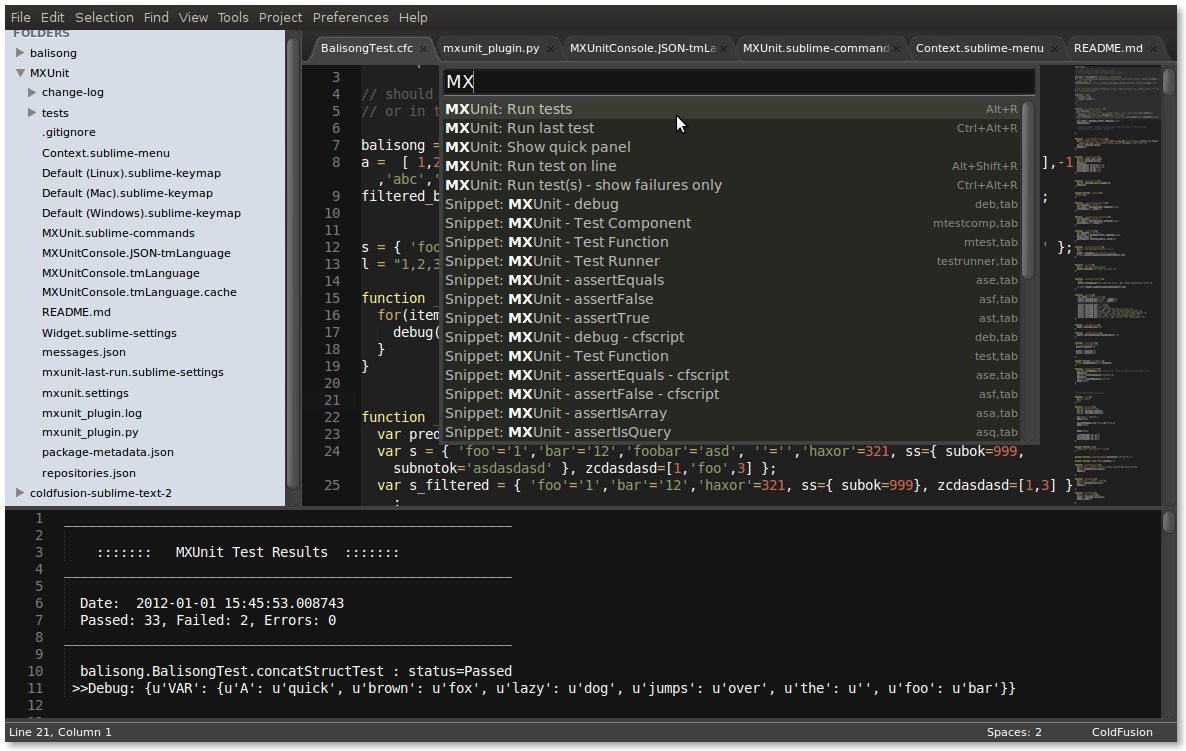 File Edit Selection Find View Tools Project Preferences Help
FOLDERS
balisong
MXUnit
change-log
tests
.gitignore
Context.sublime-menu
Default (Linux).sublime-keymap
Default (Mac).sublime-keymap
Default (Windows).sublime-keymap
MXUnit.sublime-commands
MXUnitConsole.JSON-tmLanguage
MXUnitConsole.tmLanguage
MXUnitConsole.tmLanguage.cache
README.md
Widget.sublime-settings
messages.json
mxunit-last-run.sublime-settings
mxunit.settings
mxunit_plugin.log
mxunit_plugin.py
package-metadata.json
repositories.json
coldfusion-sublime-text-2
BalisongTest.cfc × mxunit_plugin.py × MXUnitConsole.JSON-tmLa × MXUnit.sublime-command × Context.sublime-menu × README.md ×
MX
MXUnit: Run tests Alt+R
MXUnit: Run last test Ctrl+Alt+R
MXUnit: Show quick panel
MXUnit: Run test on line Alt+Shift+R
MXUnit: Run test(s) - show failures only Ctrl+Alt+R
Snippet: MXUnit - debug deb,tab
Snippet: MXUnit - Test Component mtestcomp,tab
Snippet: MXUnit - Test Function mtest,tab
Snippet: MXUnit - Test Runner testrunner,tab
Snippet: MXUnit - assertEquals ase,tab
Snippet: MXUnit - assertFalse asf,tab
Snippet: MXUnit - assertTrue ast,tab
Snippet: MXUnit - debug - cfscript deb,tab
Snippet: MXUnit - Test Function test,tab
Snippet: MXUnit - assertEquals - cfscript ase,tab
Snippet: MXUnit - assertFalse - cfscript asf,tab
Snippet: MXUnit - assertIsArray asa,tab
Snippet: MXUnit - assertIsQuery asq,tab
3
4 // should
5 // or in t
6
7 balisong =
8 a = [ 1,2 ],-1
,'abc','
9 filtered_b ;
10
11
12 s = { 'foo ' };
13 l = "1,2,3
14
15 function _
16 for(item
17 debug(
18 }
19 }
20
21
22 function _
23 var pred
24 var s = { 'foo'='1','bar'='12','foobar'='asd', ''='','haxor'=321, ss={ subok=999,
subnotok='asdasdasd' }, zcdasdasd=[1,'foo',3] };
25 var s_filtered = { 'foo'='1','bar'='12','haxor'=321, ss={ subok=999}, zcdasdasd=[1,3] }
;
1
2
3 ::::::: MXUnit Test Results :::::::
4
5
6 Date: 2012-01-01 15:45:53.008743
7 Passed: 33, Failed: 2, Errors: 0
8
9
10 balisong.BalisongTest.concatStructTest : status=Passed
11 >>Debug: {u'VAR': {u'A': u'quick', u'brown': u'fox', u'lazy': u'dog', u'jumps': u'over', u'the': u'', u'foo': u'bar'}}
12
Line 21, Column 1 Spaces: 2 ColdFusion